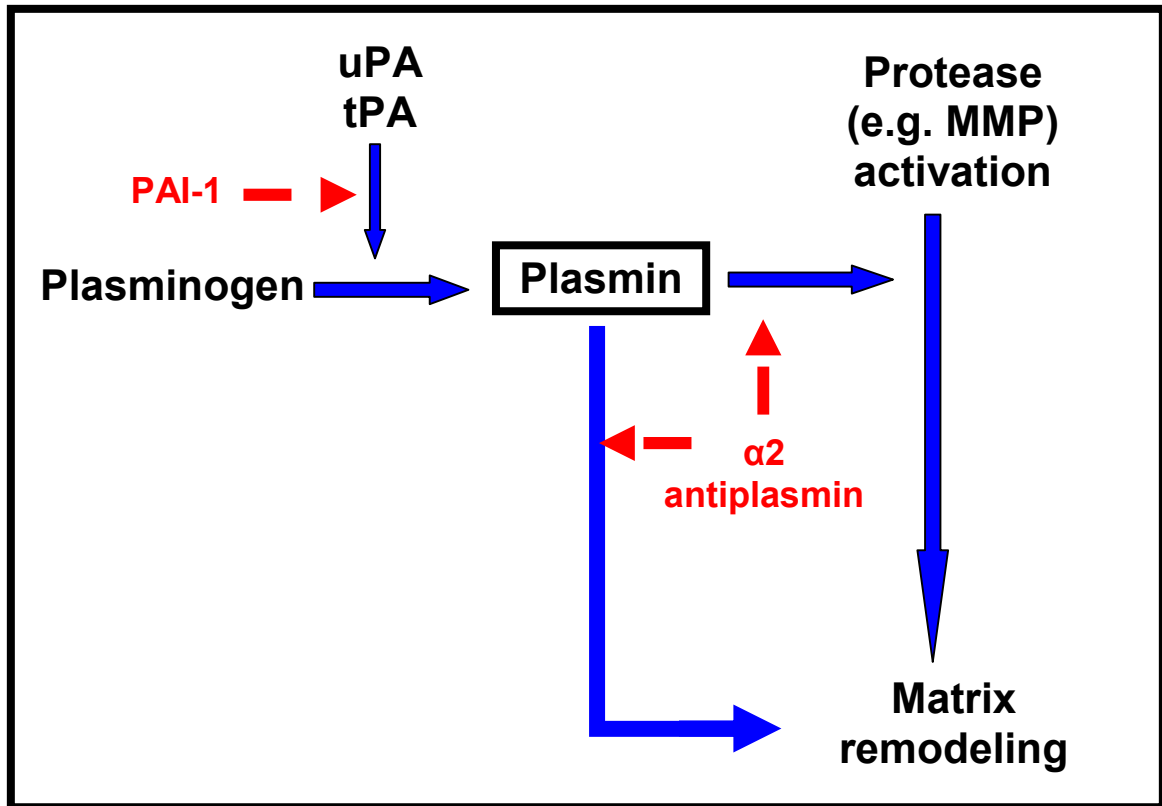 uPA
tPA
Protease
(e.g. MMP)
activation
PAI-1
Plasminogen
Plasmin
α2
antiplasmin
Matrix
remodeling